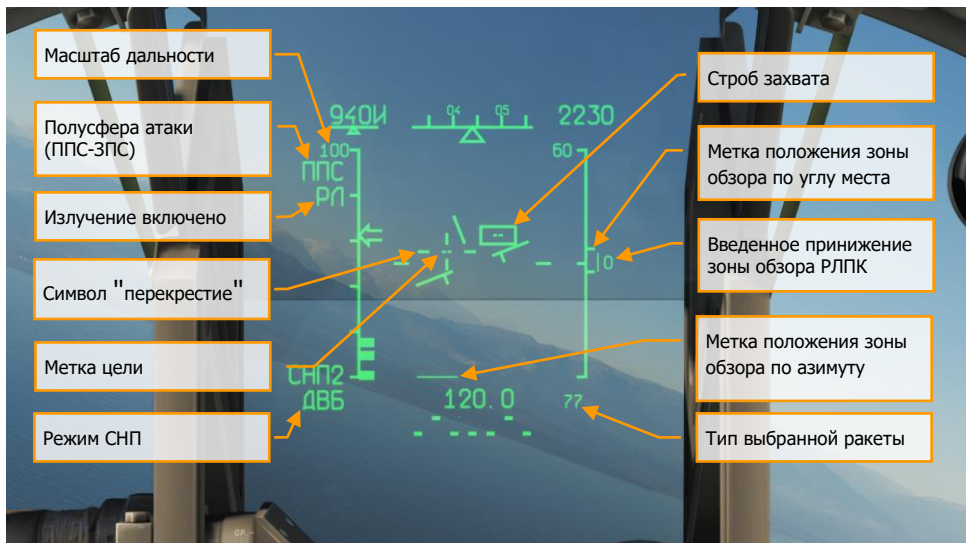 Масштаб дальности
Полусфера атаки
(ППС-ЗПС)
Излучение включено
Символ "перекрестие"
Метка цели
Режим СНП
940И
04 05
2230
100
ППС
РЛ
60
0
СНП2
ДВБ
120.0
77
Строб захвата
Метка положения зоны
обзора по углу места
Введенное принижение
зоны обзора РЛПК
Метка положения зоны
обзора по азимуту
Тип выбранной ракеты
СР